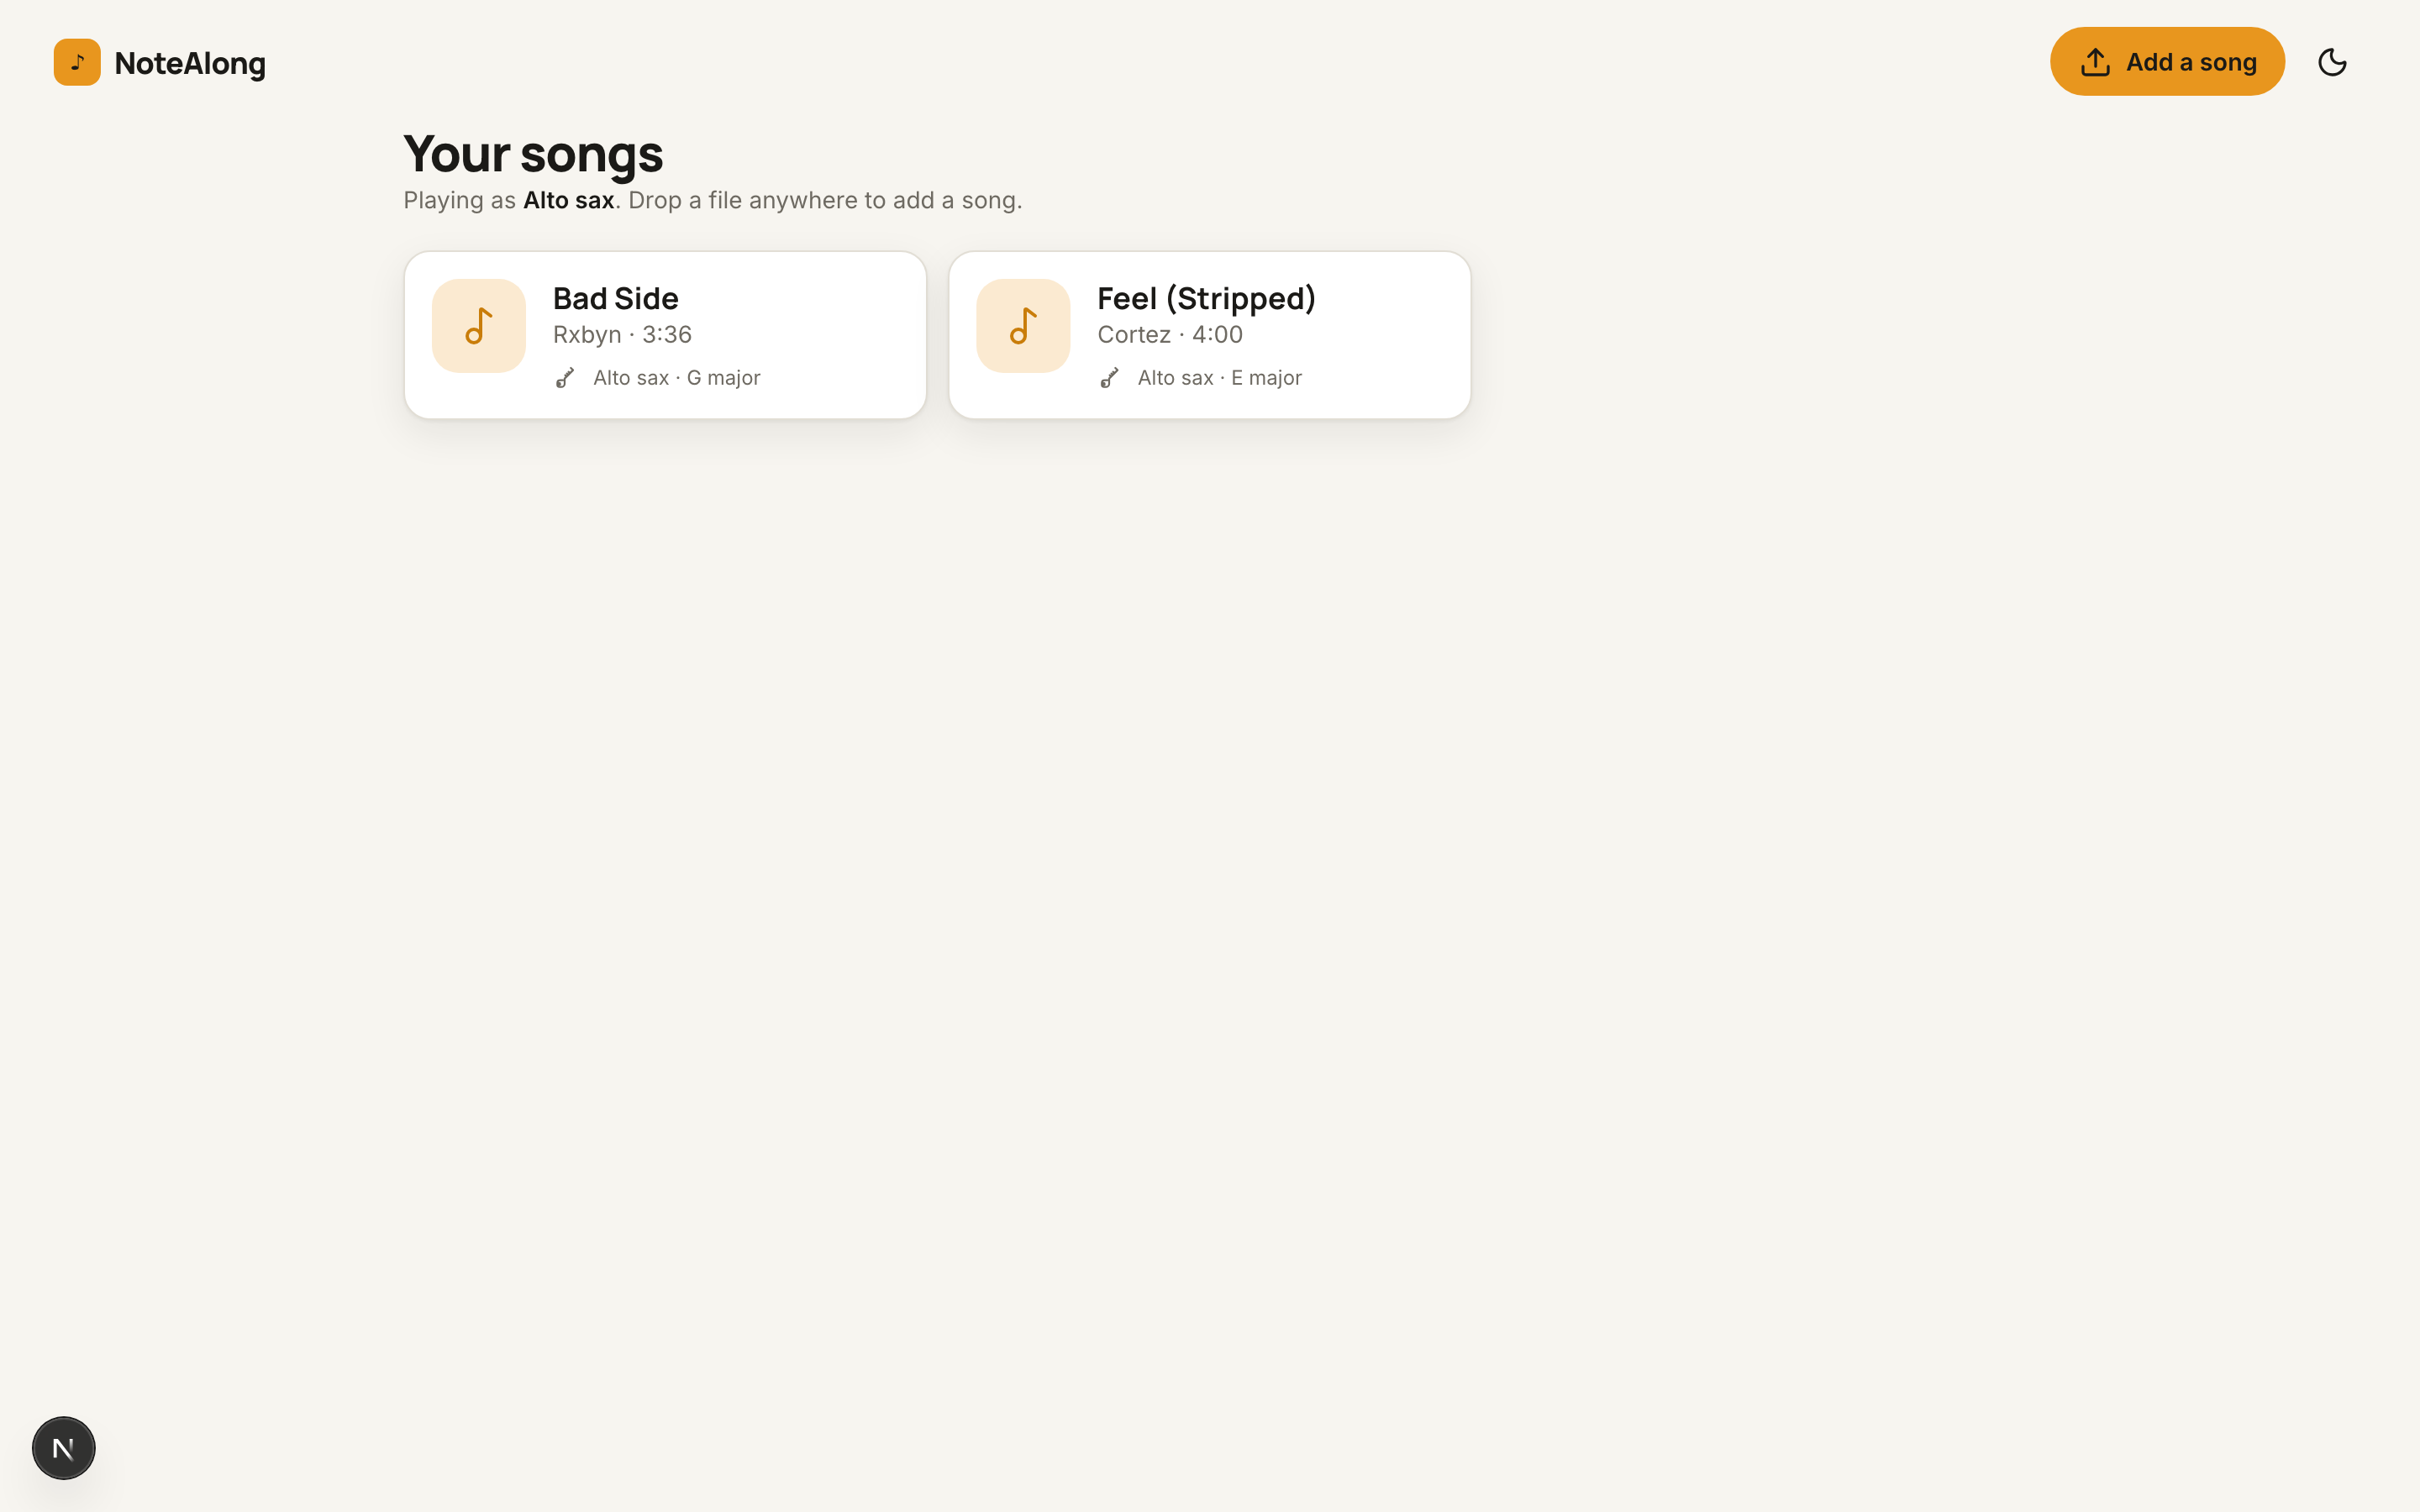 NoteAlong
Add a song
Your songs
Playing as Alto sax. Drop a file anywhere to add a song.
Bad Side
Rxbyn · 3:36
Alto sax · G major
Feel (Stripped)
Cortez · 4:00
Alto sax · E major
N